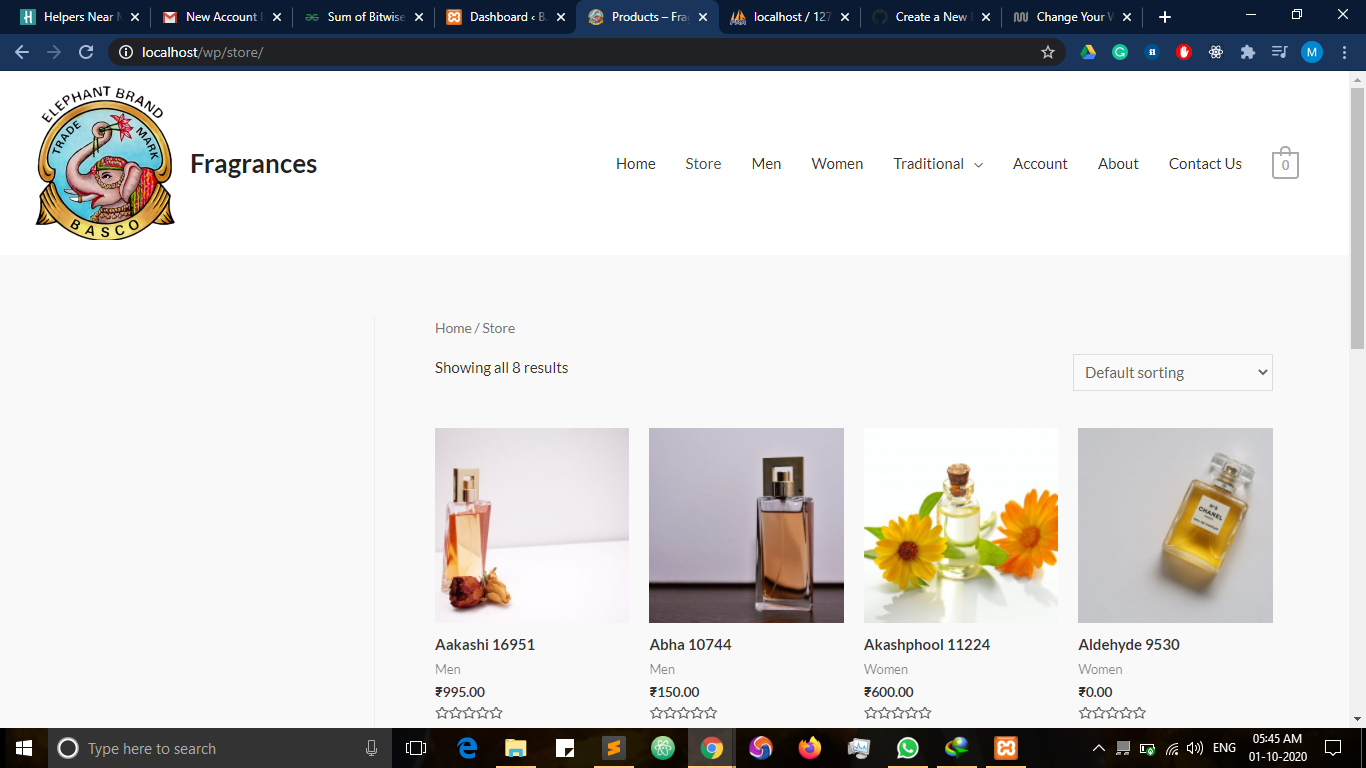 Helpers Near
New Account
Sum of Bitwise
Dashboard ‹ B
Products – Fra
localhost / 127
Create a New
Change Your
localhost/wp/store/
M
ELEPHANT BRAND
TRADE MARK
BASCO
Fragrances
Home Store Men Women Traditional Account About Contact Us 0
Home / Store
Showing all 8 results
Default sorting
N°5
CHANEL
Aakashi 16951
Abha 10744
Akashphool 11224
Aldehyde 9530
Men
Men
Women
Women
₹995.00
₹150.00
₹600.00
₹0.00
Type here to search
ENG
05:45 AM
01-10-2020